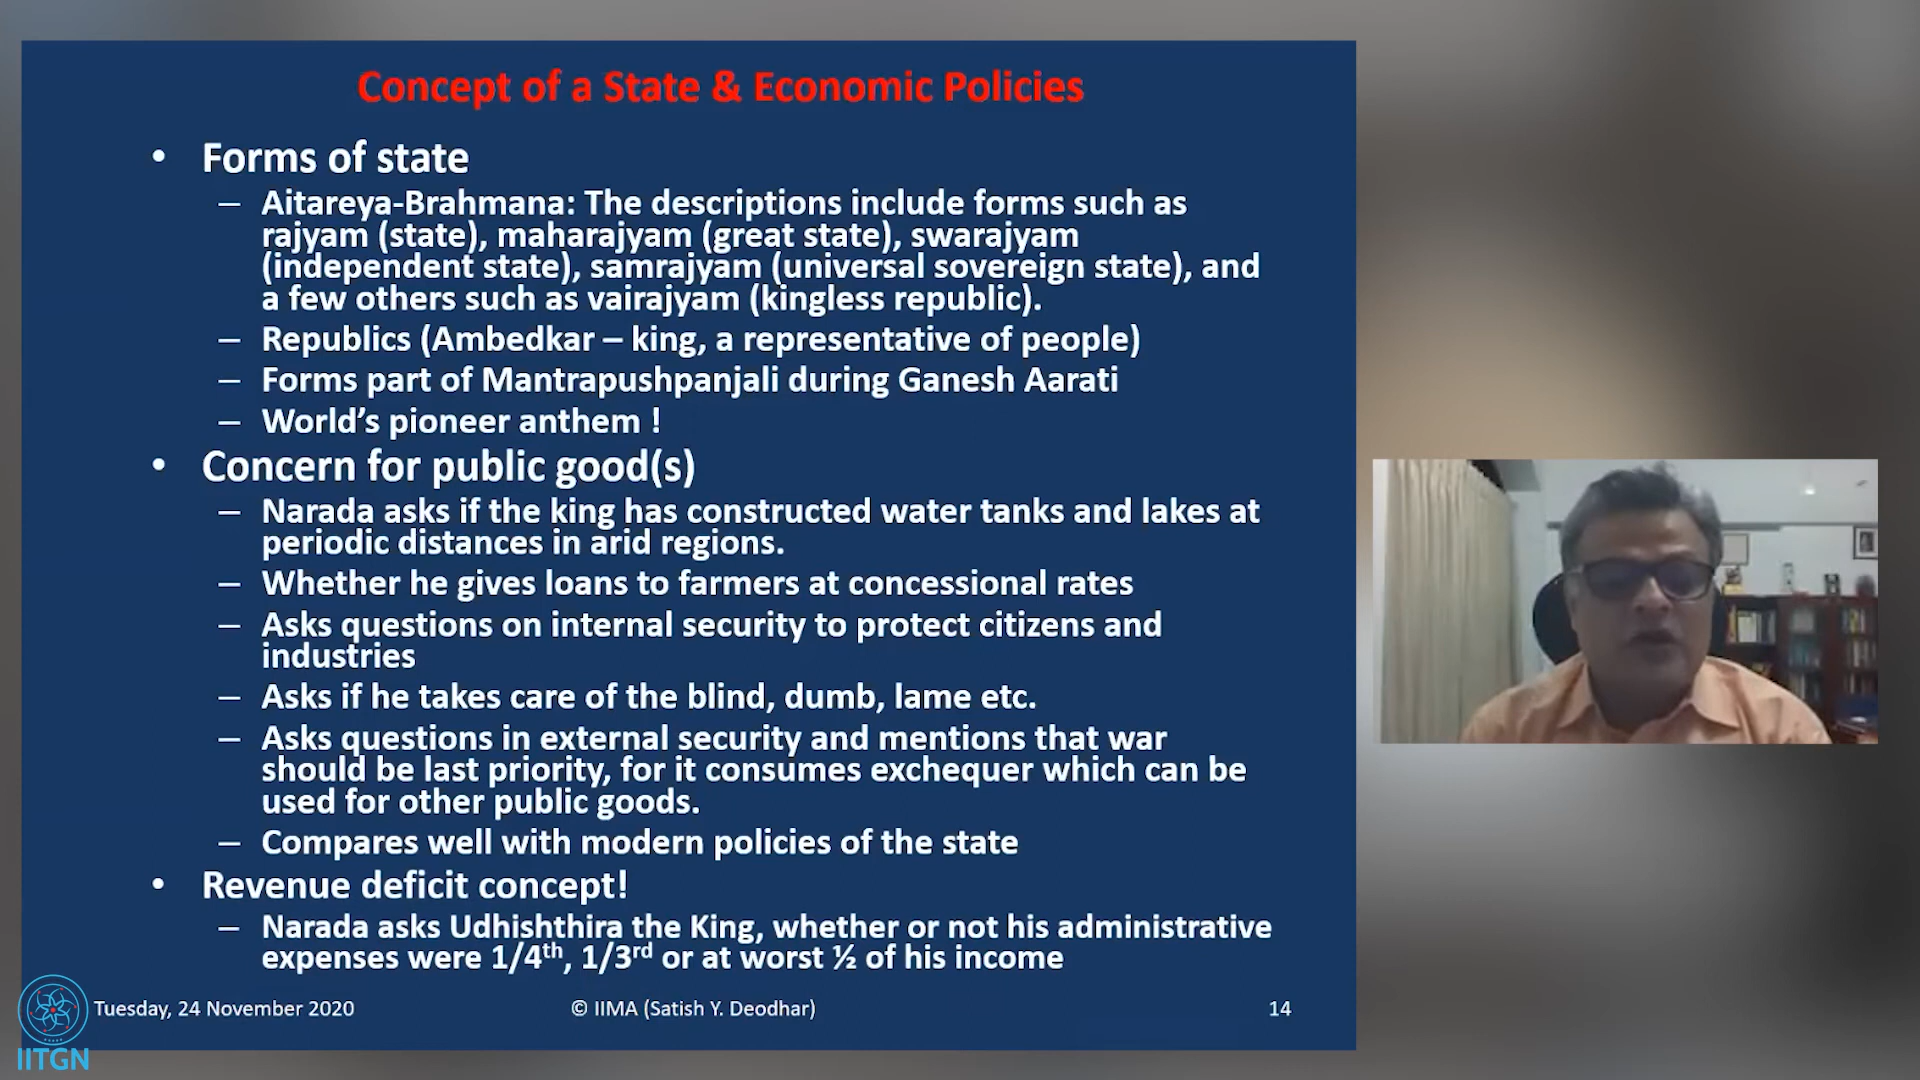 Concept of a State & Economic Policies
• Forms of state
– Aitareya-Brahmana: The descriptions include forms such as
rajyam (state), maharajyam (great state), swarajyam
(independent state), samrajyam (universal sovereign state), and
a few others such as vairajyam (kingless republic).
– Republics (Ambedkar – king, a representative of people)
– Forms part of Mantrapushpanjali during Ganesh Aarati
– World's pioneer anthem !
• Concern for public good(s)
– Narada asks if the king has constructed water tanks and lakes at
periodic distances in arid regions.
– Whether he gives loans to farmers at concessional rates
– Asks questions on internal security to protect citizens and
industries
– Asks if he takes care of the blind, dumb, lame etc.
– Asks questions in external security and mentions that war
should be last priority, for it consumes exchequer which can be
used for other public goods.
– Compares well with modern policies of the state
• Revenue deficit concept!
– Narada asks Udhishthira the King, whether or not his administrative
expenses were 1/4th, 1/3rd or at worst ½ of his income
Tuesday, 24 November 2020 © IIMA (Satish Y. Deodhar) 14
IITGN